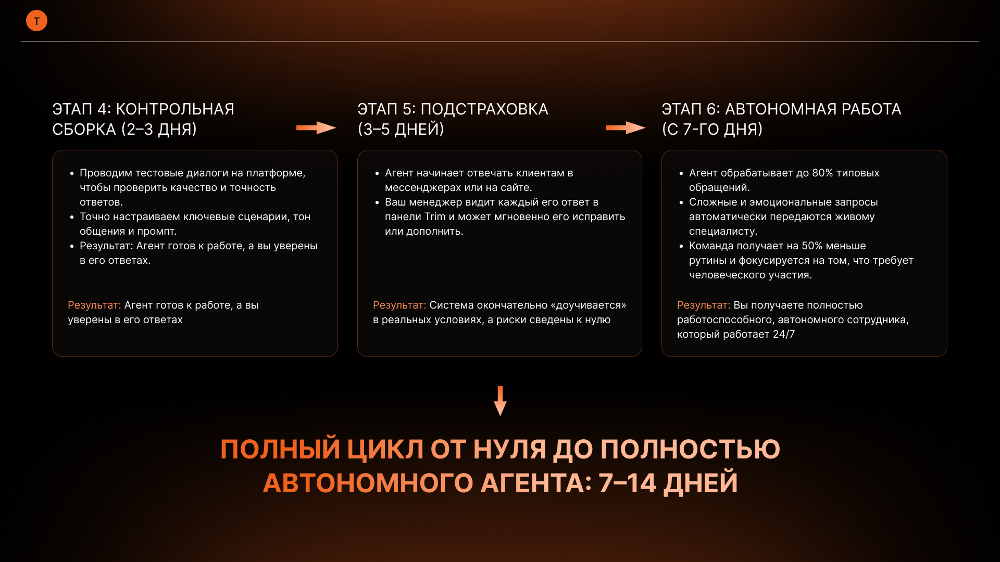 T
ЭТАП 4: КОНТРОЛЬНАЯ
СБОРКА (2–3 ДНЯ)
• Проводим тестовые диалоги на платформе,
чтобы проверить качество и точность
ответов.
• Точно настраиваем ключевые сценарии, тон
общения и промпт.
• Результат: Агент готов к работе, а вы уверены
в его ответах.
Результат: Агент готов к работе, а вы
уверены в его ответах
ЭТАП 5: ПОДСТРАХОВКА
(3–5 ДНЕЙ)
• Агент начинает отвечать клиентам в
мессенджерах или на сайте.
• Ваш менеджер видит каждый его ответ в
панели Trim и может мгновенно его исправить
или дополнить.
Результат: Система окончательно «доучивается»
в реальных условиях, а риски сведены к нулю
ЭТАП 6: АВТОНОМНАЯ РАБОТА
(С 7-ГО ДНЯ)
• Агент обрабатывает до 80% типовых
обращений.
• Сложные и эмоциональные запросы
автоматически передаются живому
специалисту.
• Команда получает на 50% меньше
рутины и фокусируется на том, что требует
человеческого участия.
Результат: Вы получаете полностью
работоспособного, автономного сотрудника,
который работает 24/7
ПОЛНЫЙ ЦИКЛ ОТ НУЛЯ ДО ПОЛНОСТЬЮ
АВТОНОМНОГО АГЕНТА: 7–14 ДНЕЙ